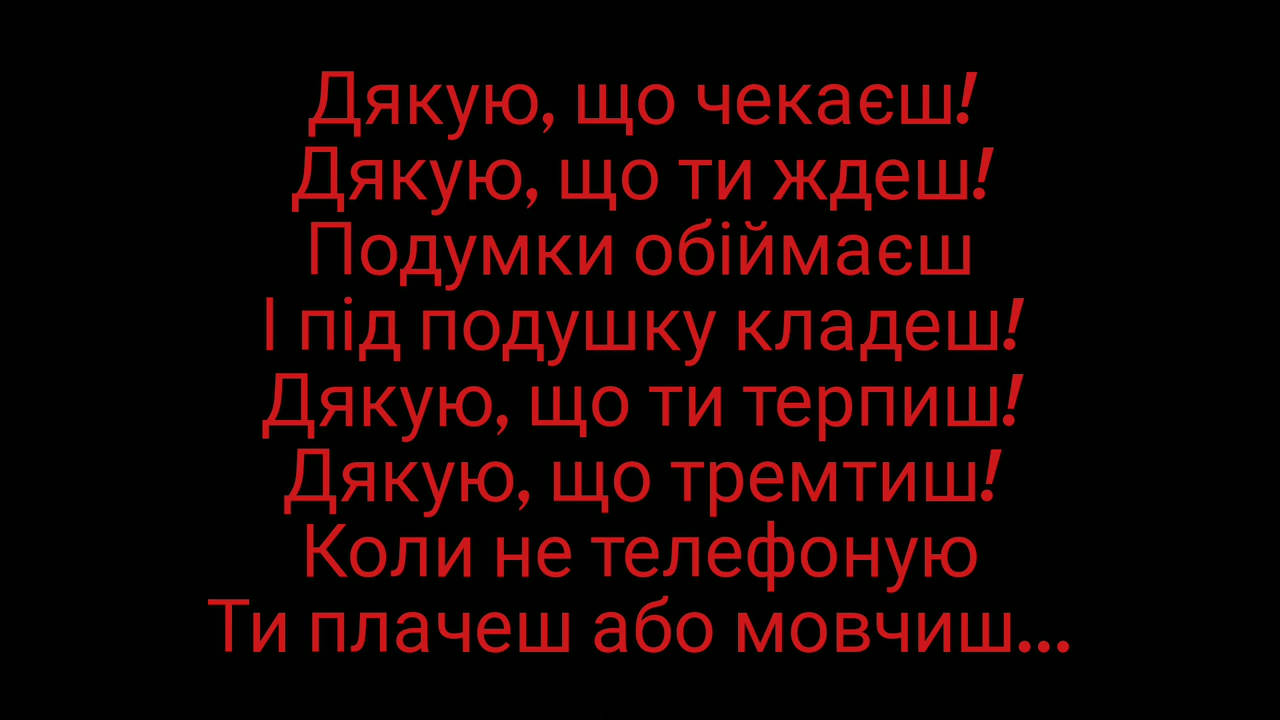 Дякую, що чекаєш!
Дякую, що ти ждеш!
Подумки обіймаєш
І під подушку кладеш!
Дякую, що ти терпиш!
Дякую, що тремтиш!
Коли не телефоную
Ти плачеш або мовчиш...